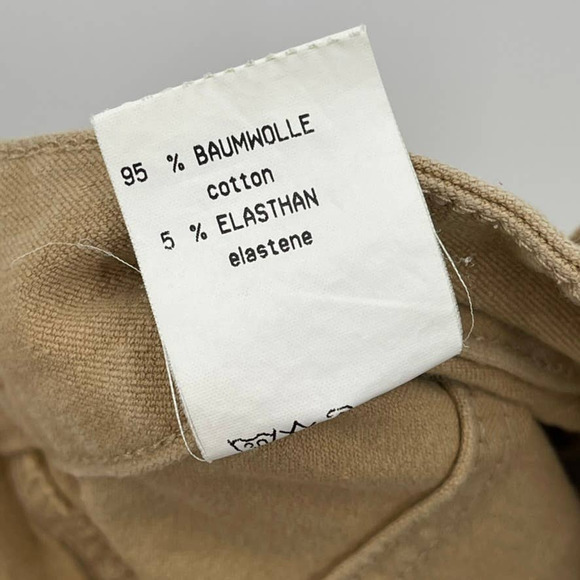 95 % BAUMWOLLE
cotton
5 % ELASTHAN
elastene